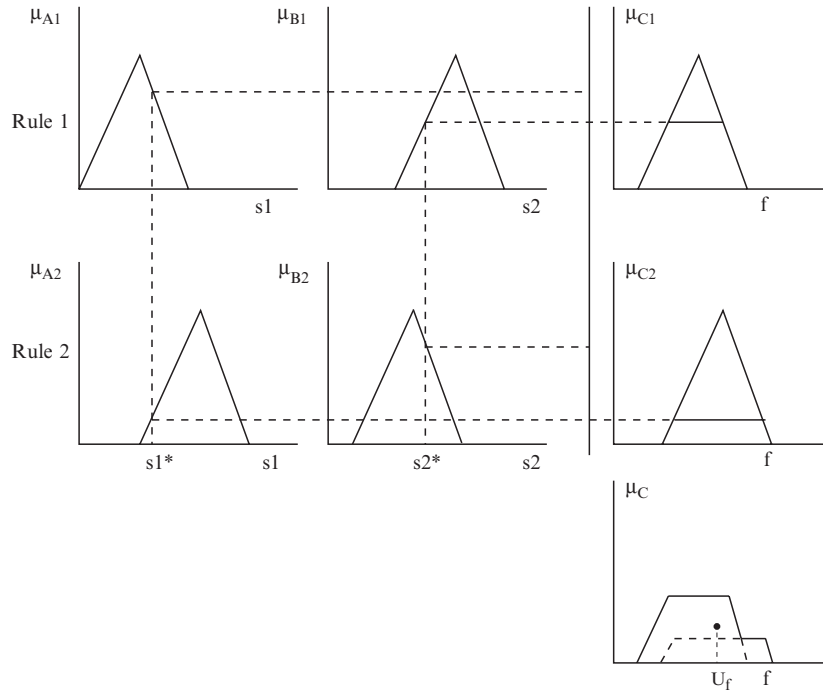 μA1 μB1 μC1
Rule 1
s1 s2 f
μA2 μB2 μC2
Rule 2
s1* s1 s2* s2 f
μC
Uf f